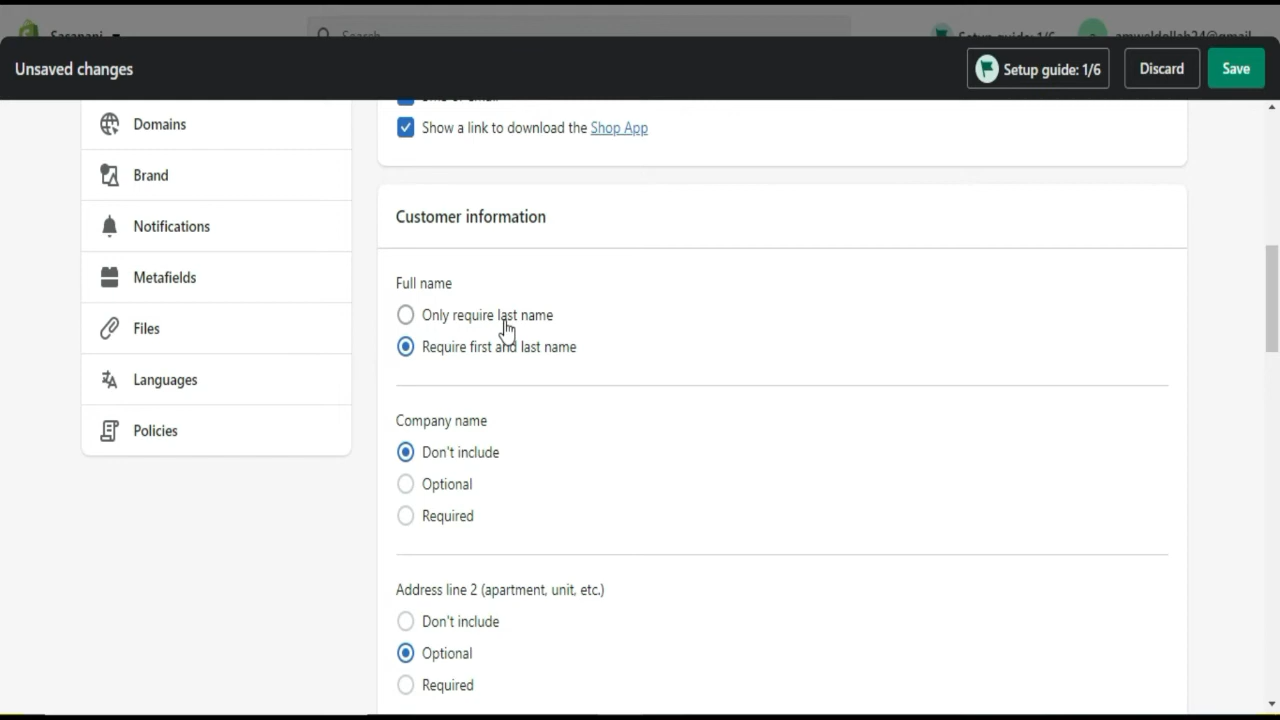 Unsaved changes
Setup guide: 1/6
Discard
Save
Domains
Brand
Notifications
Metafields
Files
Languages
Policies
Show a link to download the Shop App
Customer information
Full name
Only require last name
Require first and last name
Company name
Don't include
Optional
Required
Address line 2 (apartment, unit, etc.)
Don't include
Optional
Required